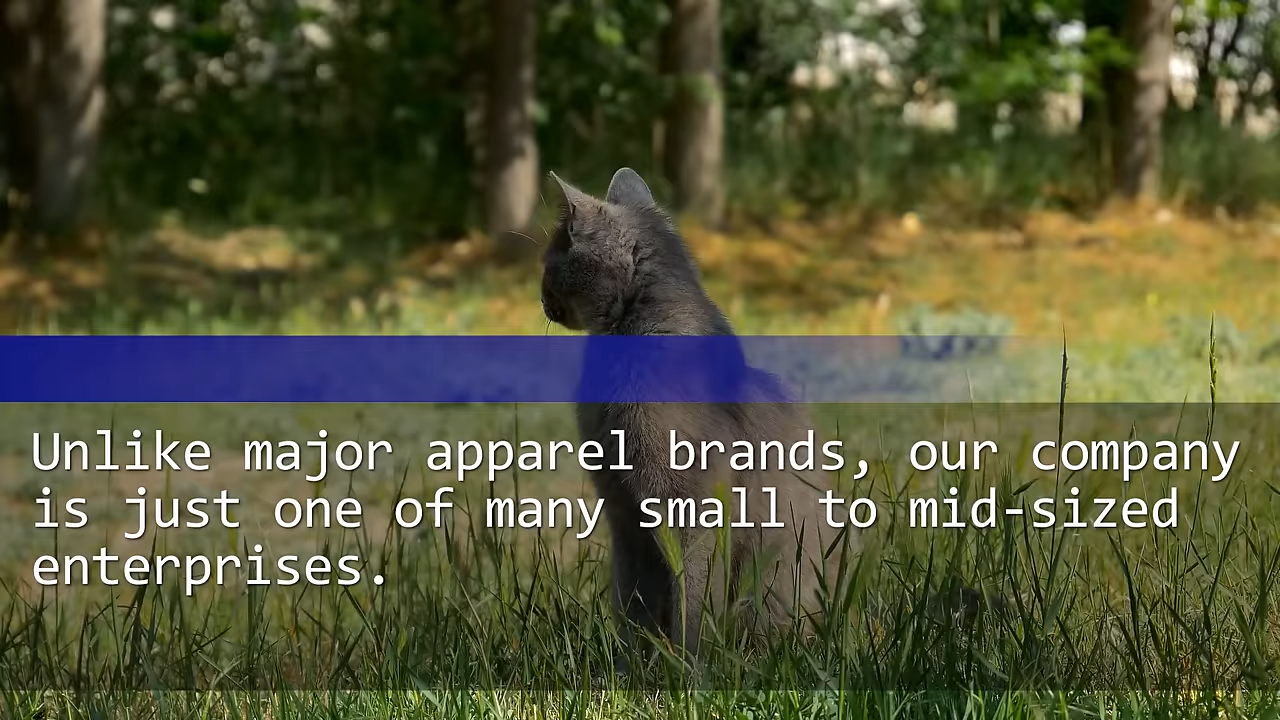 Unlike major apparel brands, our company
is just one of many small to mid-sized
enterprises.